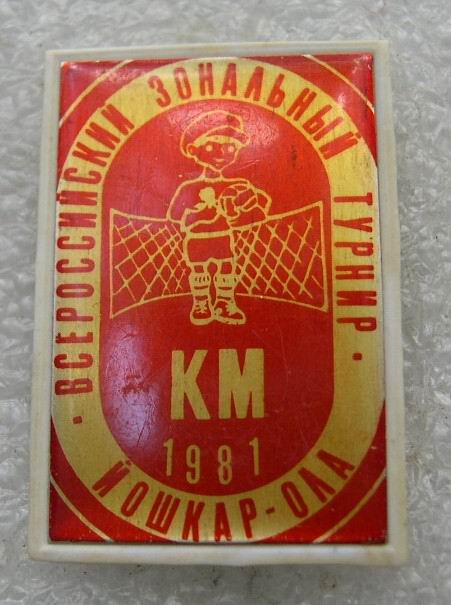 ВСЕРОССИЙСКИЙ ЗОНАЛЬНЫЙ ТУРНИР
КМ
1981
ЙОШКАР-ОЛА